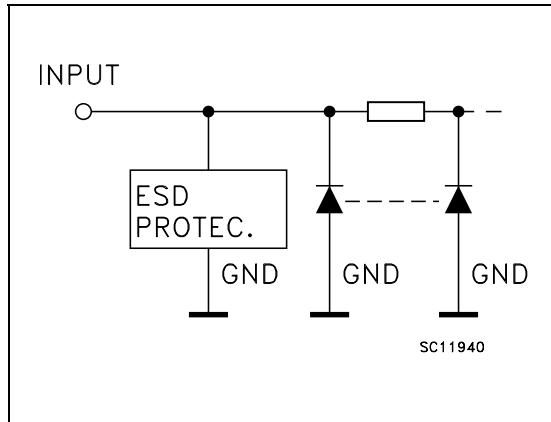 INPUT
ESD
PROTEC.
GND GND GND
SC11940